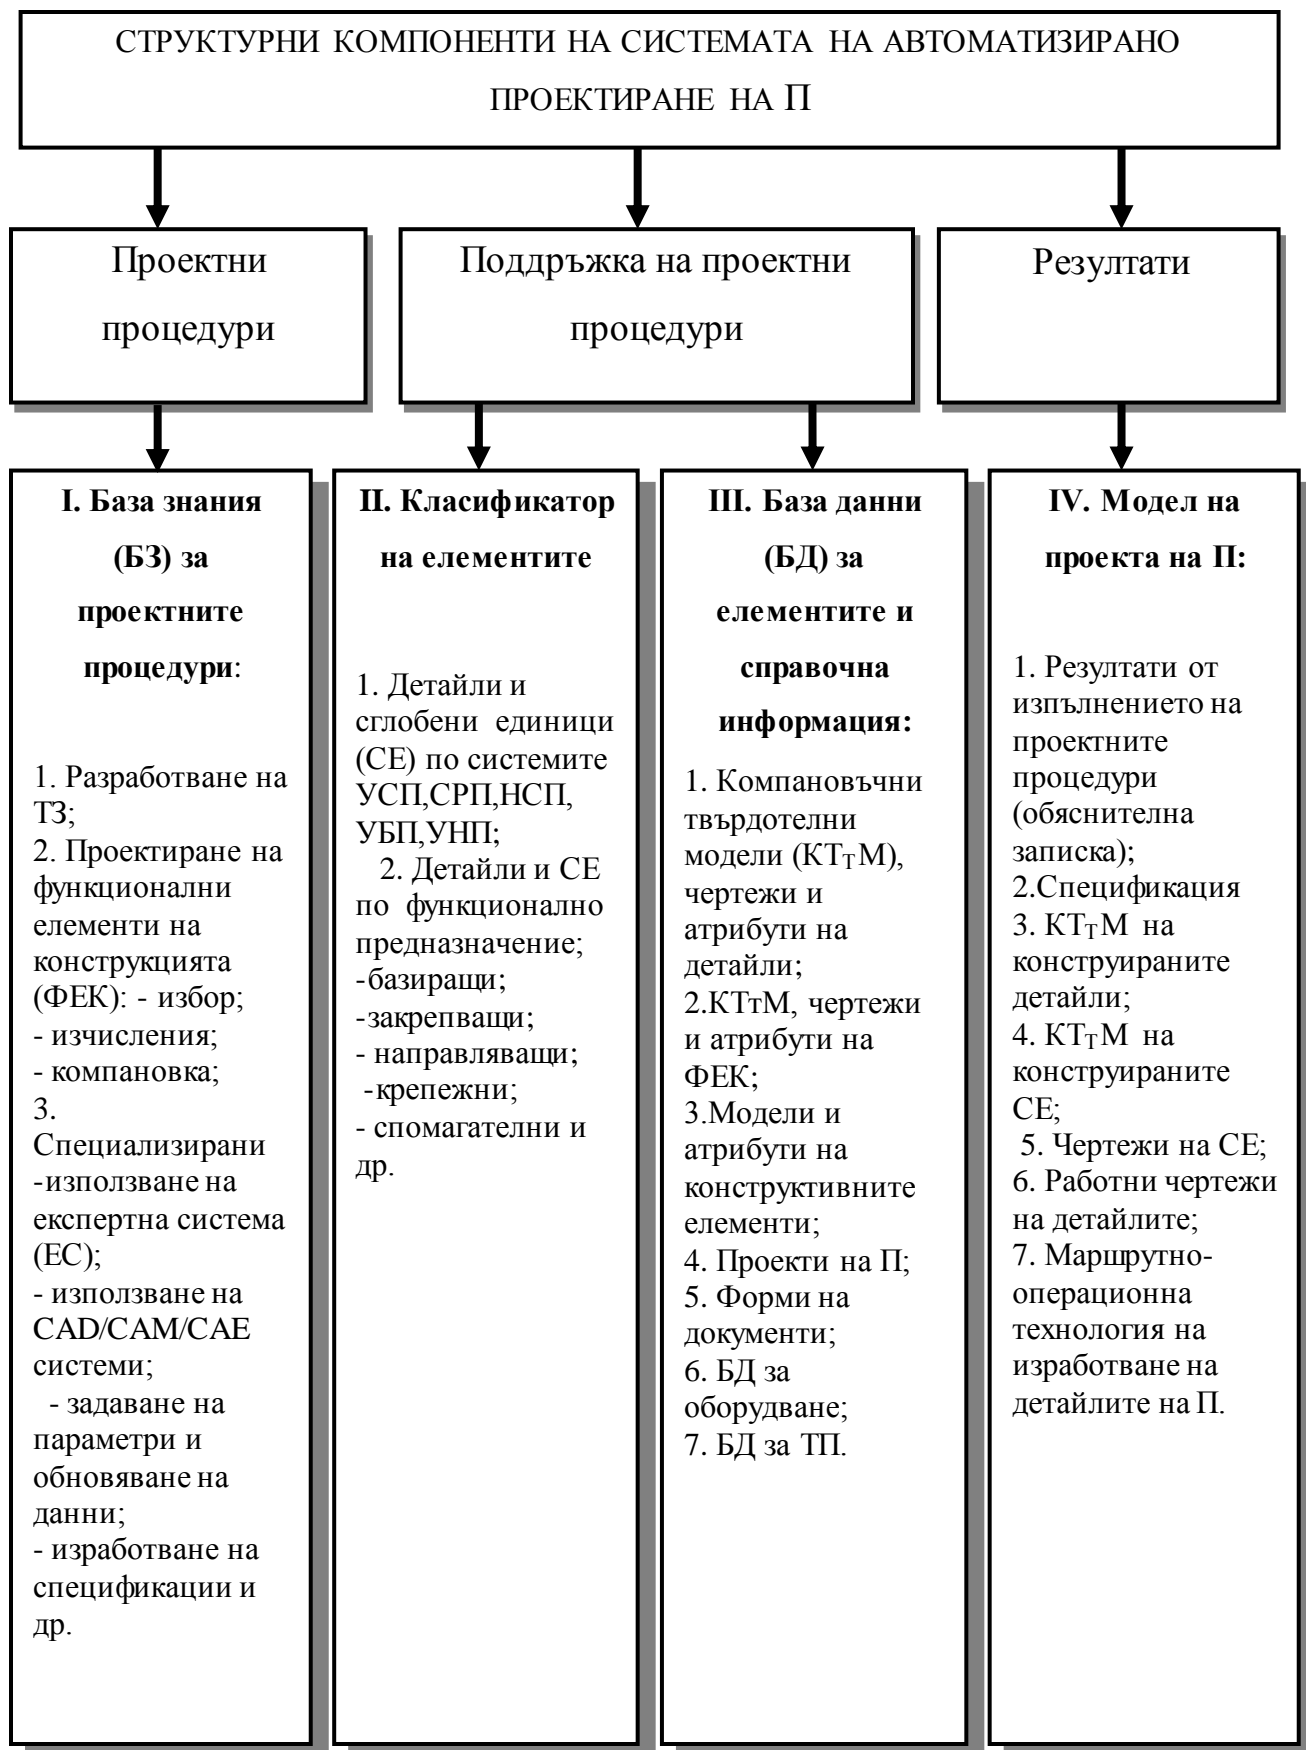 СТРУКТУРНИ КОМПОНЕНТИ НА СИСТЕМАТА НА АВТОМАТИЗИРАНО
ПРОЕКТИРАНЕ НА П
Проектни
процедури
Поддръжка на проектни
процедури
Резултати
I. База знания
(БЗ) за
проектните
процедури:
1. Разработване на
ТЗ;
2. Проектиране на
функционални
елементи на
конструкцията
(ФЕК): - избор;
- изчисления;
- компановка;
3.
Специализирани
-използване на
експертна система
(ЕС);
- използване на
CAD/CAM/CAE
системи;
- задаване на
параметри и
обновяване на
данни;
- изработване на
спецификации и
др.
II. Класификатор
на елементите
1. Детайли и
сглобени единици
(СЕ) по системите
УСП,СРП,НСП,
УБП,УНП;
2. Детайли и СЕ
по функционално
предназначение;
-базиращи;
-закрепващи;
- направляващи;
-крепежни;
- спомагателни и
др.
III. База данни
(БД) за
елементите и
справочна
информация:
1. Компановъчни
твърдотелни
модели (КТТМ),
чертежи и
атрибути на
детайли;
2.КТтМ, чертежи
и атрибути на
ФЕК;
3.Модели и
атрибути на
конструктивните
елементи;
4. Проекти на П;
5. Форми на
документи;
6. БД за
оборудване;
7. БД за ТП.
IV. Модел на
проекта на П:
1. Резултати от
изпълнението на
проектните
процедури
(обяснителна
записка);
2.Спецификация
3. КТТМ на
конструираните
детайли;
4. КТТМ на
конструираните
СЕ;
5. Чертежи на СЕ;
6. Работни чертежи
на детайлите;
7. Маршрутно-
операционна
технология на
изработване на
детайлите на П.